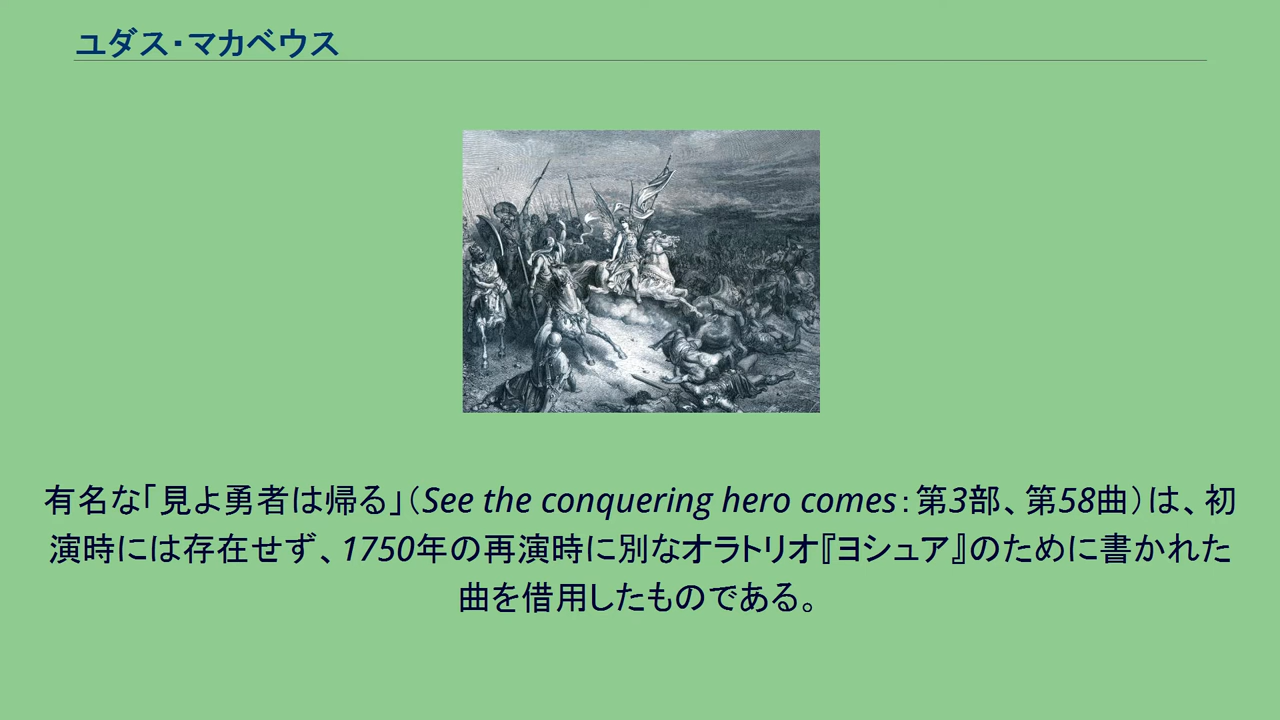 ユダス・マカベウス
有名な「見よ勇者は帰る」（See the conquering hero comes：第3部、第58曲）は、初
演時には存在せず、1750年の再演時に別なオラトリオ『ヨシュア』のために書かれた
曲を借用したものである。